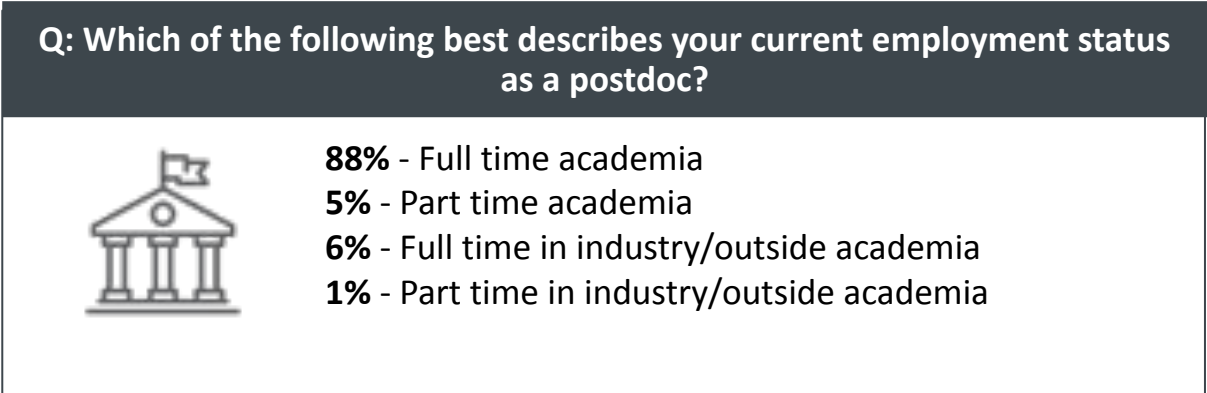 Q: Which of the following best describes your current employment status
as a postdoc?
88% - Full time academia
5% - Part time academia
6% - Full time in industry/outside academia
1% - Part time in industry/outside academia